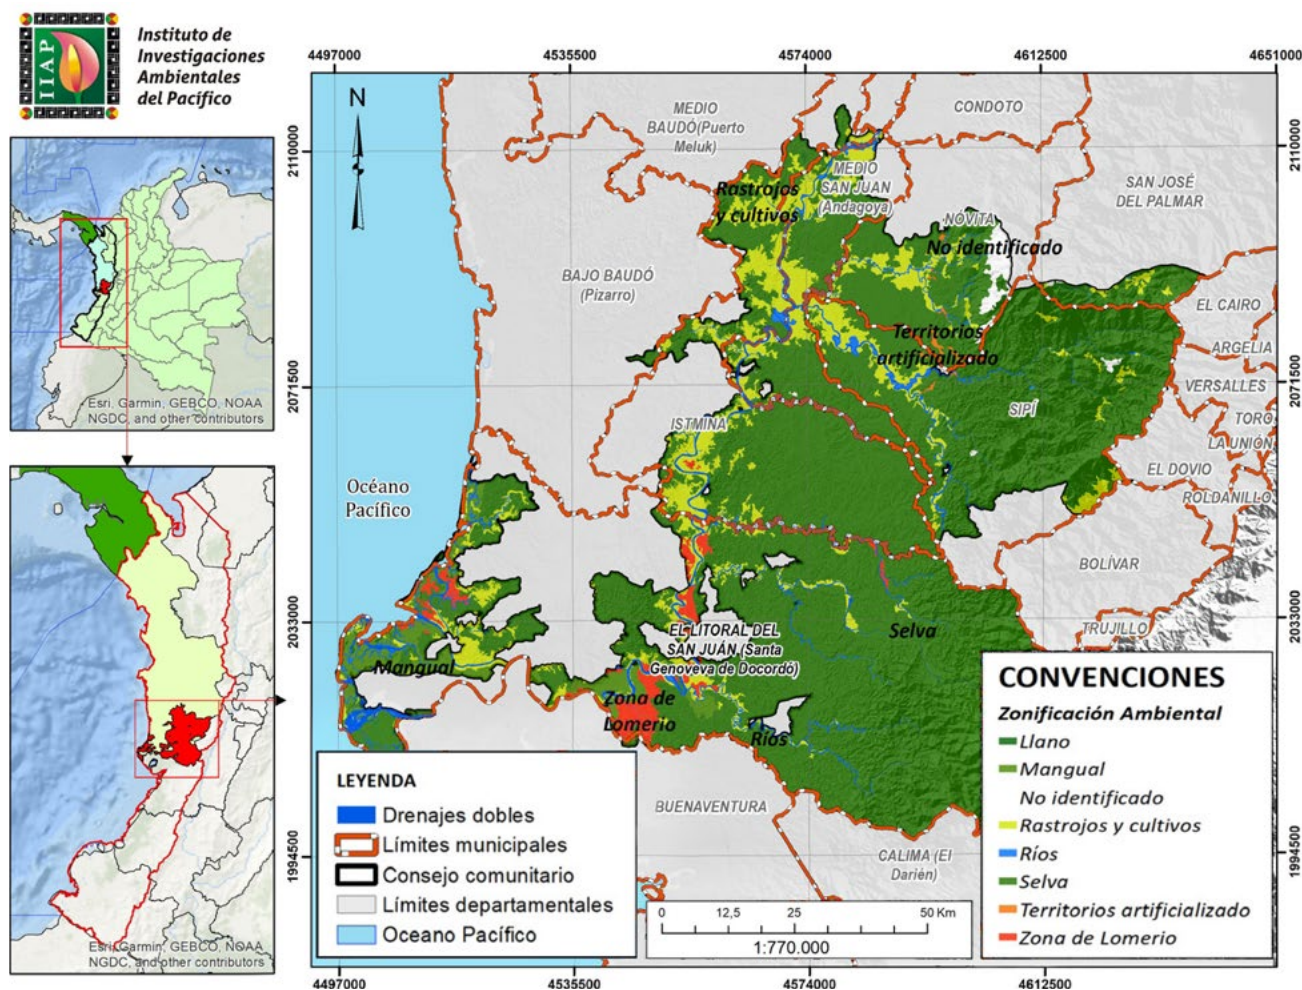 IIAP
Instituto de
Investigaciones
Ambientales
del Pacífico
Esri, Garmin, GEBCO, NOAA
NGDC, and other contributors
Esri, Garmin, GEBCO, NOAA
NGDC, and other contributors
4497000
4535500
4574000
4612500
4651000
2110000
2071500
2033000
1994500
N
MEDIO
BAUDÓ(Puerto
Meluk)
CONDOTO
MEDIO
SAN JUAN
(Andagoya)
SAN JOSÉ
DEL PALMAR
Rastrojos
y cultivos
NÓVITA
No identificado
BAJO BAUDÓ
(Pizarro)
EL CAIRO
Territorios
artificializado
ARGELIA
VERSALLES
ISTMINA
SIPÍ
TORO
LA UNIÓN
EL DOVIO
ROLDANILLO
Océano
Pacífico
BOLÍVAR
TRUJILLO
Selva
EL LITORAL DEL
SAN JUÁN (Santa
Genoveva de Docordó)
Mangual
Zona de
Lomerio
Ríos
BUENAVENTURA
CALIMA (El
Darién)
LEYENDA
Drenajes dobles
Límites municipales
Consejo comunitario
Límites departamentales
Oceano Pacífico
0 12,5 25 50 Km
1:770.000
CONVENCIONES
Zonificación Ambiental
Llano
Mangual
No identificado
Rastrojos y cultivos
Ríos
Selva
Territorios artificializado
Zona de Lomerio
2110000
2071500
2033000
1994500
4497000
4535500
4574000
4612500